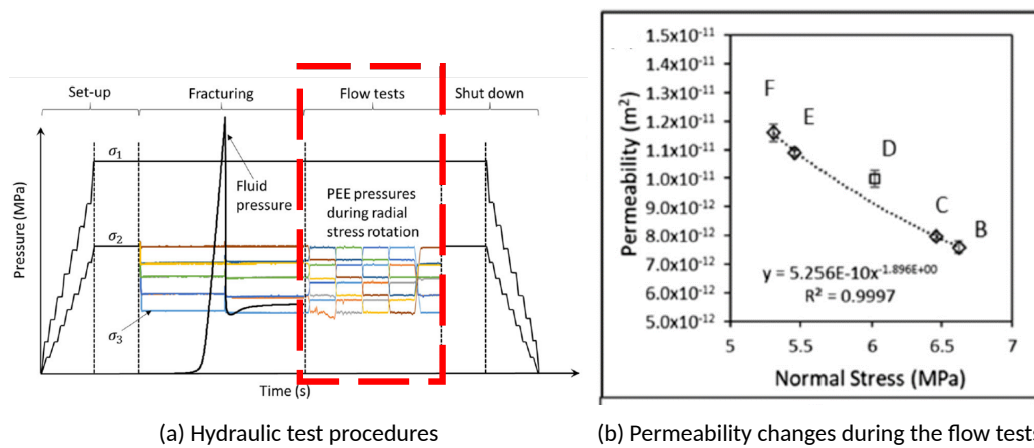 Set-up
Fracturing
Flow tests
Shut down
σ1
Fluid
pressure
PEE pressures
during radial
stress rotation
σ2
σ3
Pressure (MPa)
Time (s)
(a) Hydraulic test procedures
1.5x10-11
1.4x10-11
1.3x10-11
1.2x10-11
1.1x10-11
1.0x10-11
9.0x10-12
8.0x10-12
7.0x10-12
6.0x10-12
5.0x10-12
Permeability (m2)
F
E
D
C
B
y = 5.256E-10x-1.896E+00
R2 = 0.9997
5
5.5
6
6.5
7
Normal Stress (MPa)
(b) Permeability changes during the flow test